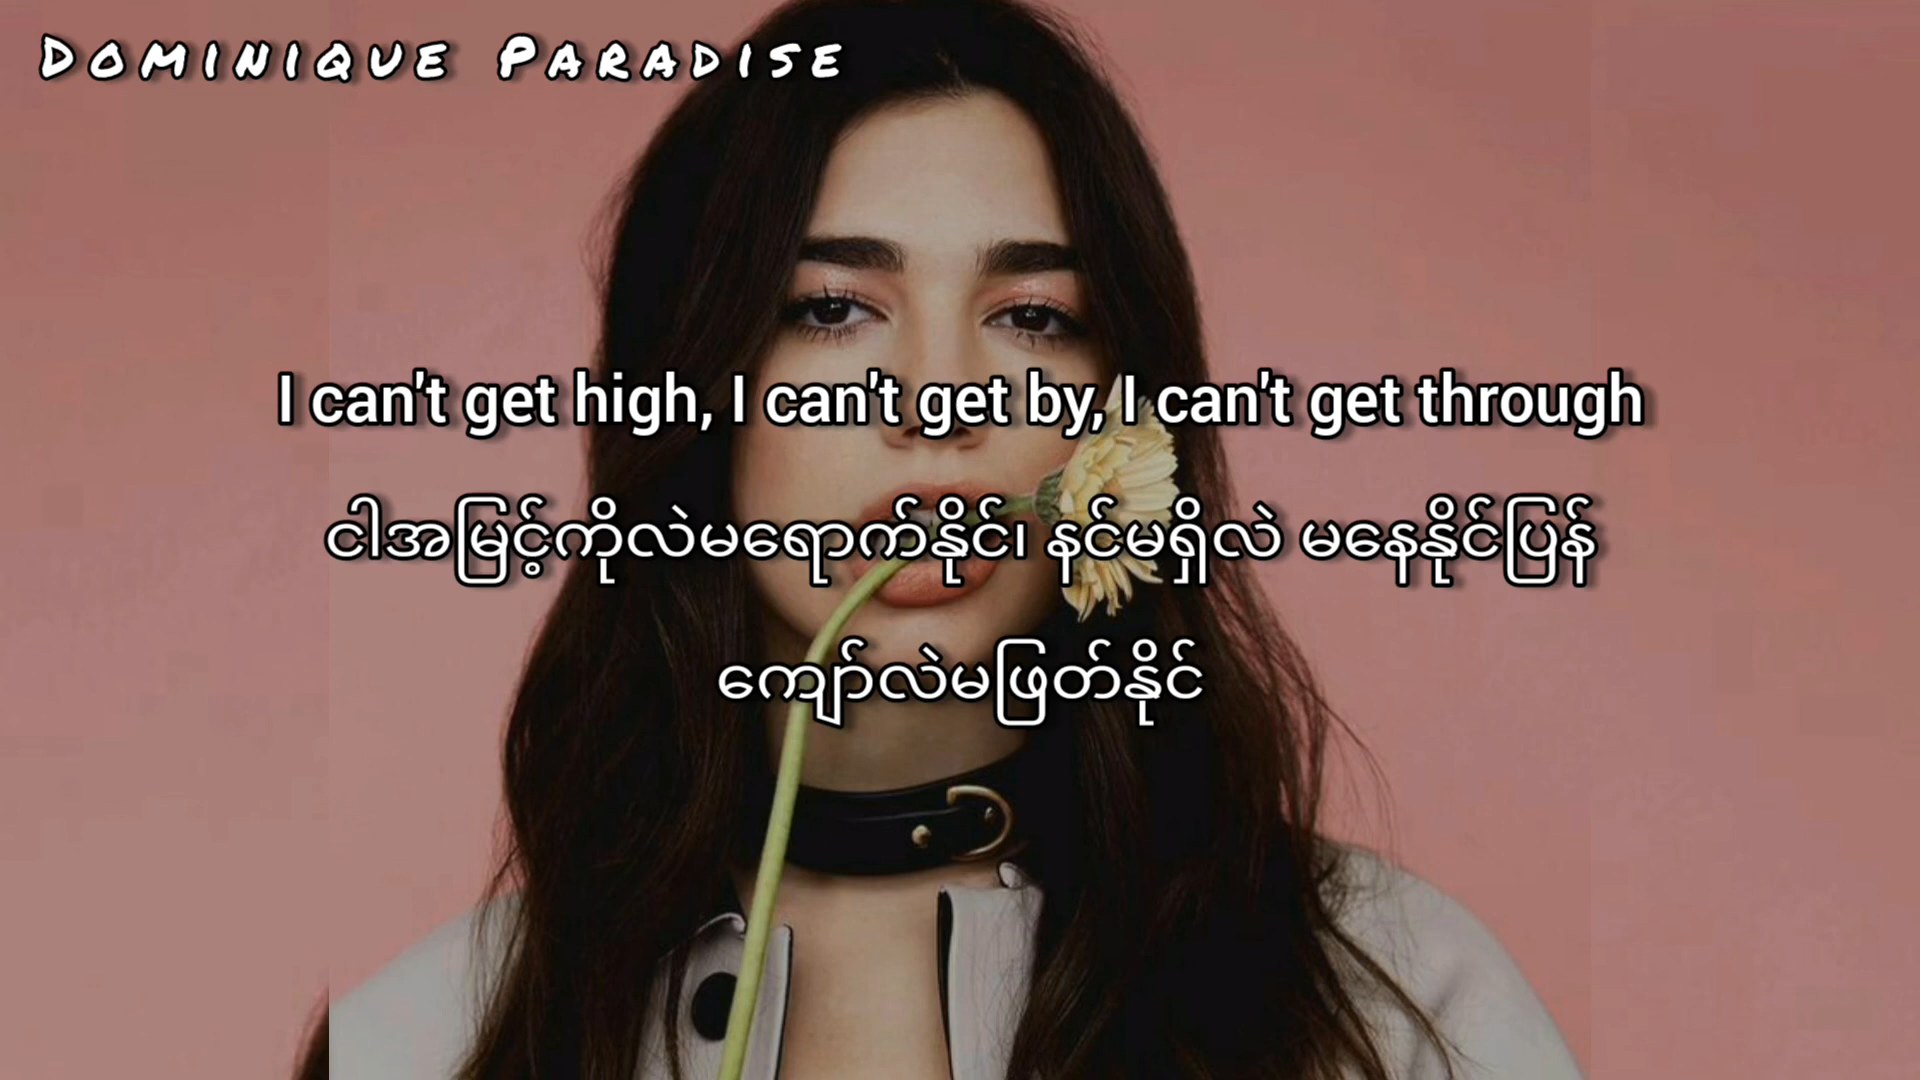 DOMINIQUE PARADISE
I can't get high, I can't get by, I can't get through
ငါအမြင့်ကိုလဲမရောက်နိုင်၊ နင်မရှိလဲ မနေနိုင်ပြန်
ကျော်လဲမဖြတ်နိုင်